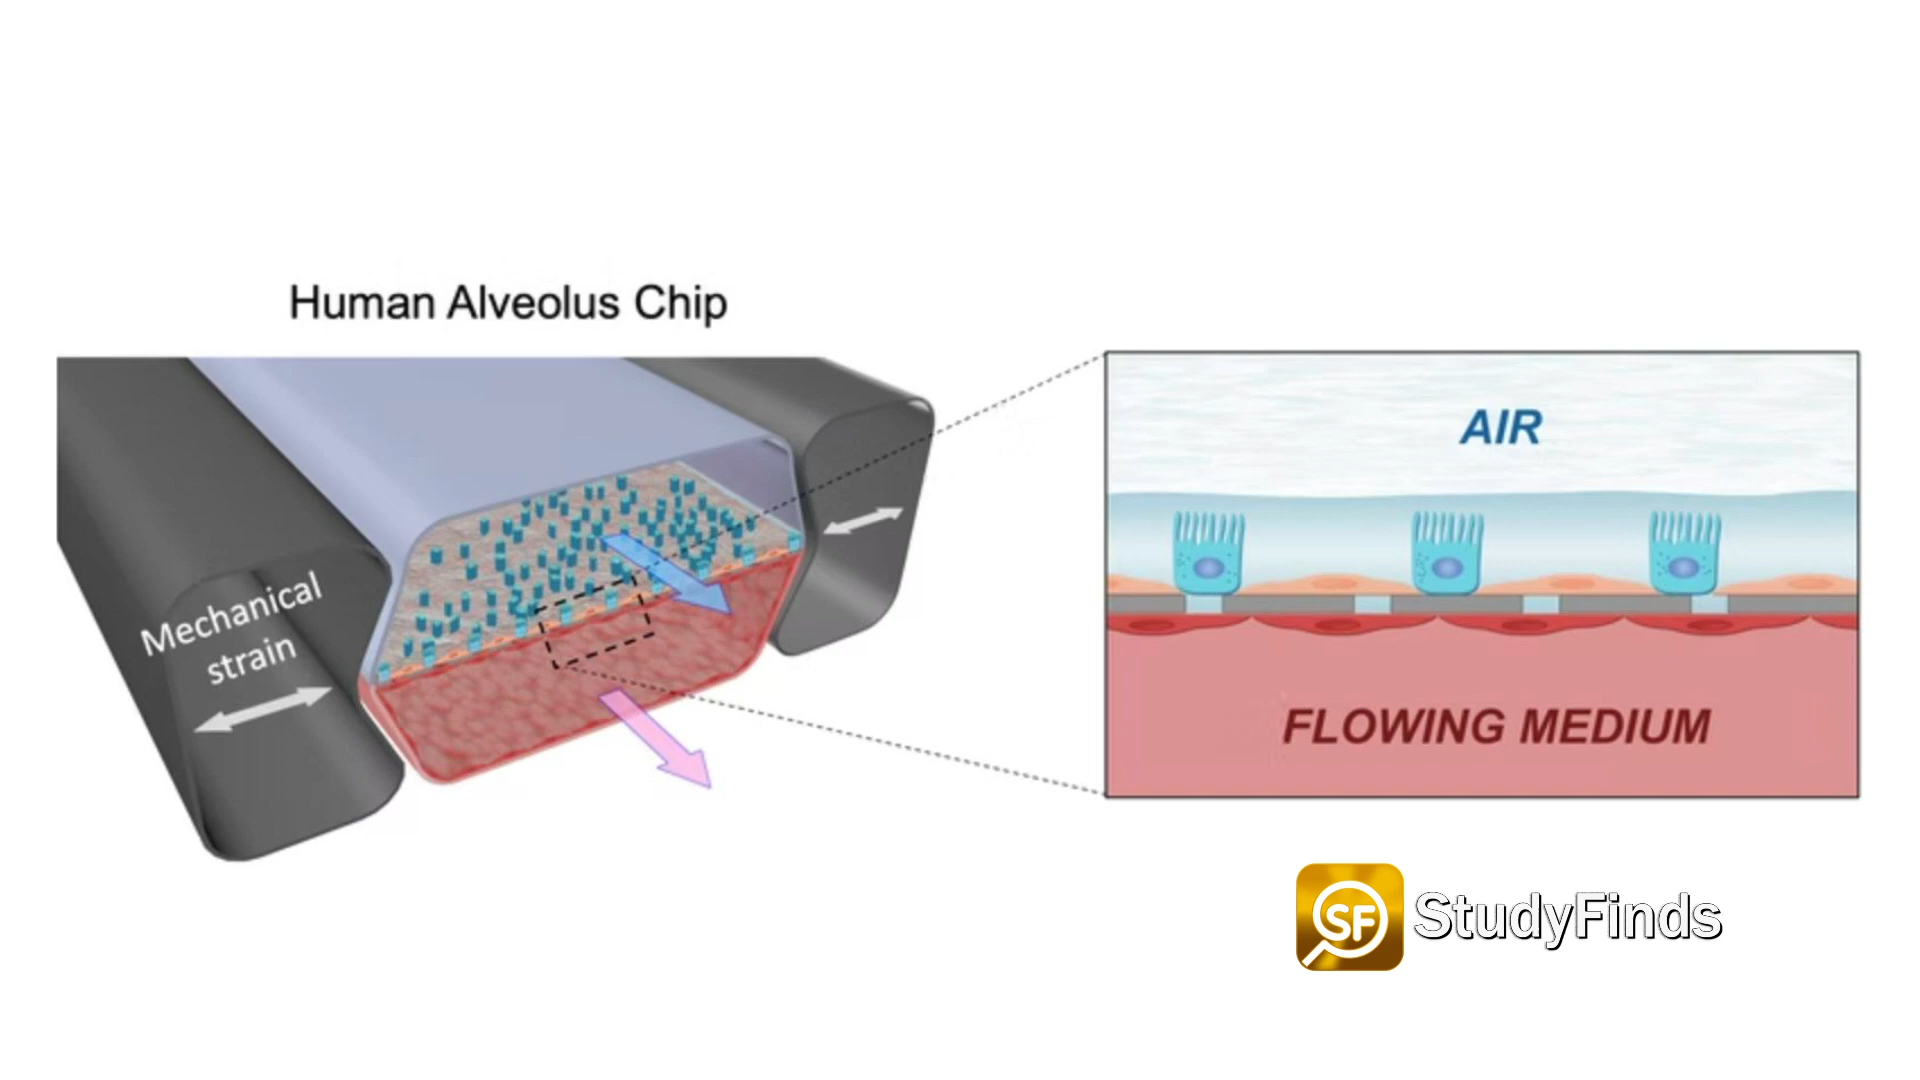 Human Alveolus Chip
Mechanical
strain
AIR
FLOWING MEDIUM
SF StudyFinds